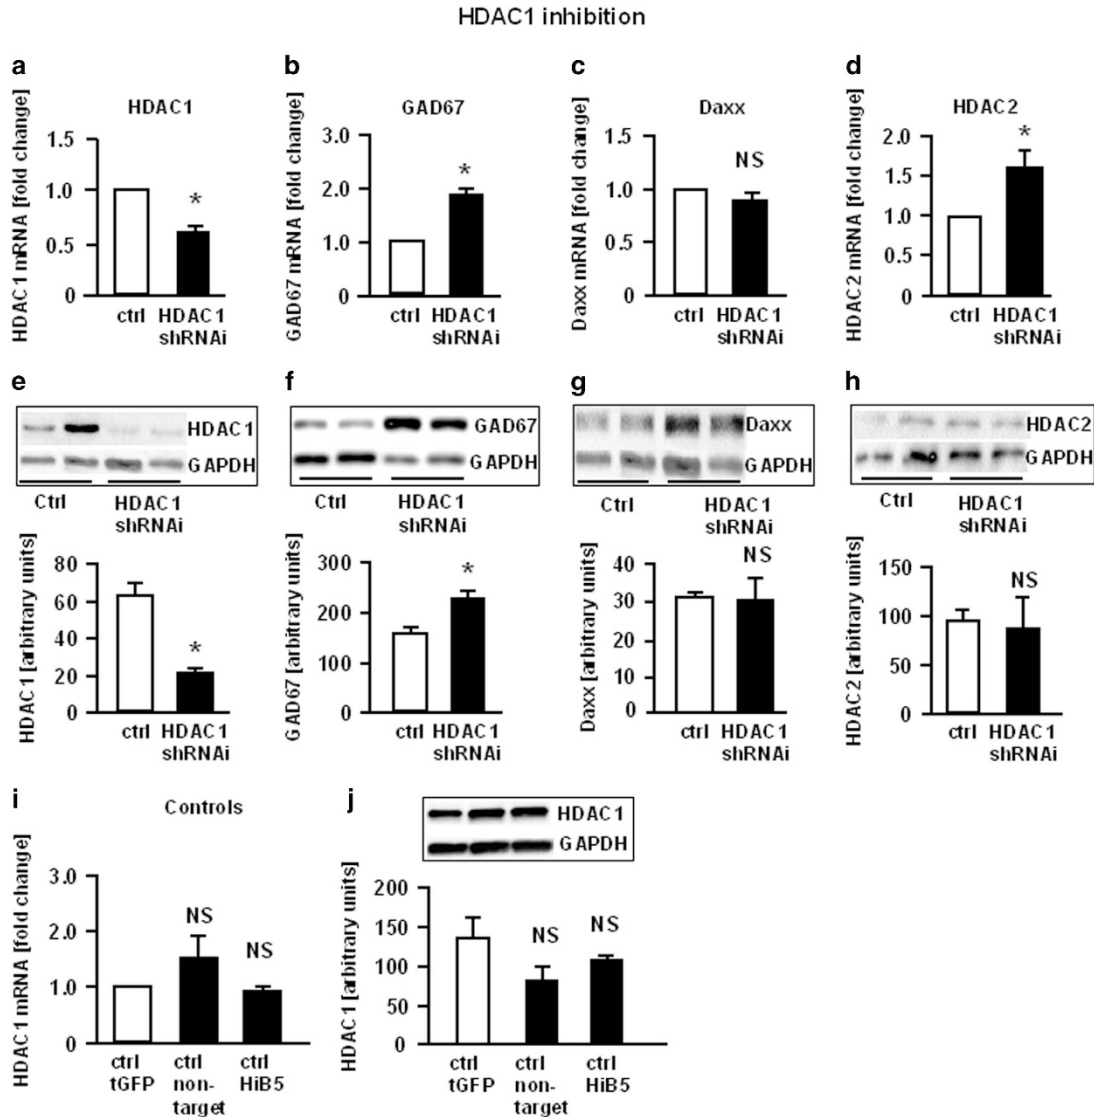 HDAC1 inhibition
a
b
c
d
HDAC1 mRNA [fold change]
HDAC1
1.5
1.0
0.5
0
*
ctrl HDAC1
shRNAi
GAD67 mRNA [fold change]
GAD67
3.0
2.0
1.0
0
*
ctrl HDAC1
shRNAi
Daxx mRNA [fold change]
Daxx
1.5
1.0
0.5
0
NS
ctrl HDAC1
shRNAi
HDAC2 mRNA [fold change]
HDAC2
2.0
1.5
1.0
0.5
0
*
ctrl HDAC1
shRNAi
e
f
g
h
HDAC1
GAPDH
Ctrl HDAC1
shRNAi
HDAC1 [arbitrary units]
80
60
40
20
0
*
ctrl HDAC1
shRNAi
GAD67
GAPDH
Ctrl HDAC1
shRNAi
GAD67 [arbitrary units]
300
200
100
0
*
ctrl HDAC1
shRNAi
Daxx
GAPDH
Ctrl HDAC1
shRNAi
Daxx [arbitrary units]
40
30
20
10
0
NS
ctrl HDAC1
shRNAi
HDAC2
GAPDH
Ctrl HDAC1
shRNAi
HDAC2 [arbitrary units]
150
100
50
0
NS
ctrl HDAC1
shRNAi
i
Controls
HDAC1 mRNA [fold change]
3.0
2.0
1.0
0
NS
NS
ctrl ctrl ctrl
tGFP non- HiB5
target
j
HDAC1
GAPDH
HDAC1 [arbitrary units]
200
150
100
50
0
NS
NS
ctrl ctrl ctrl
tGFP non- HiB5
target